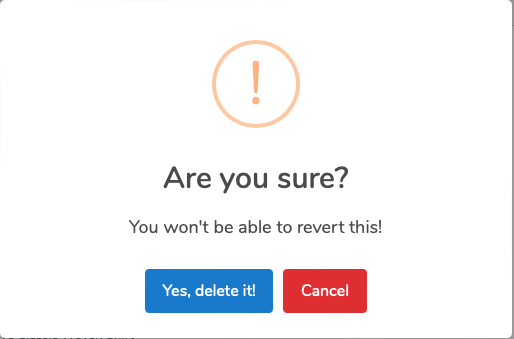 !
Are you sure?
You won't be able to revert this!
Yes, delete it!
Cancel